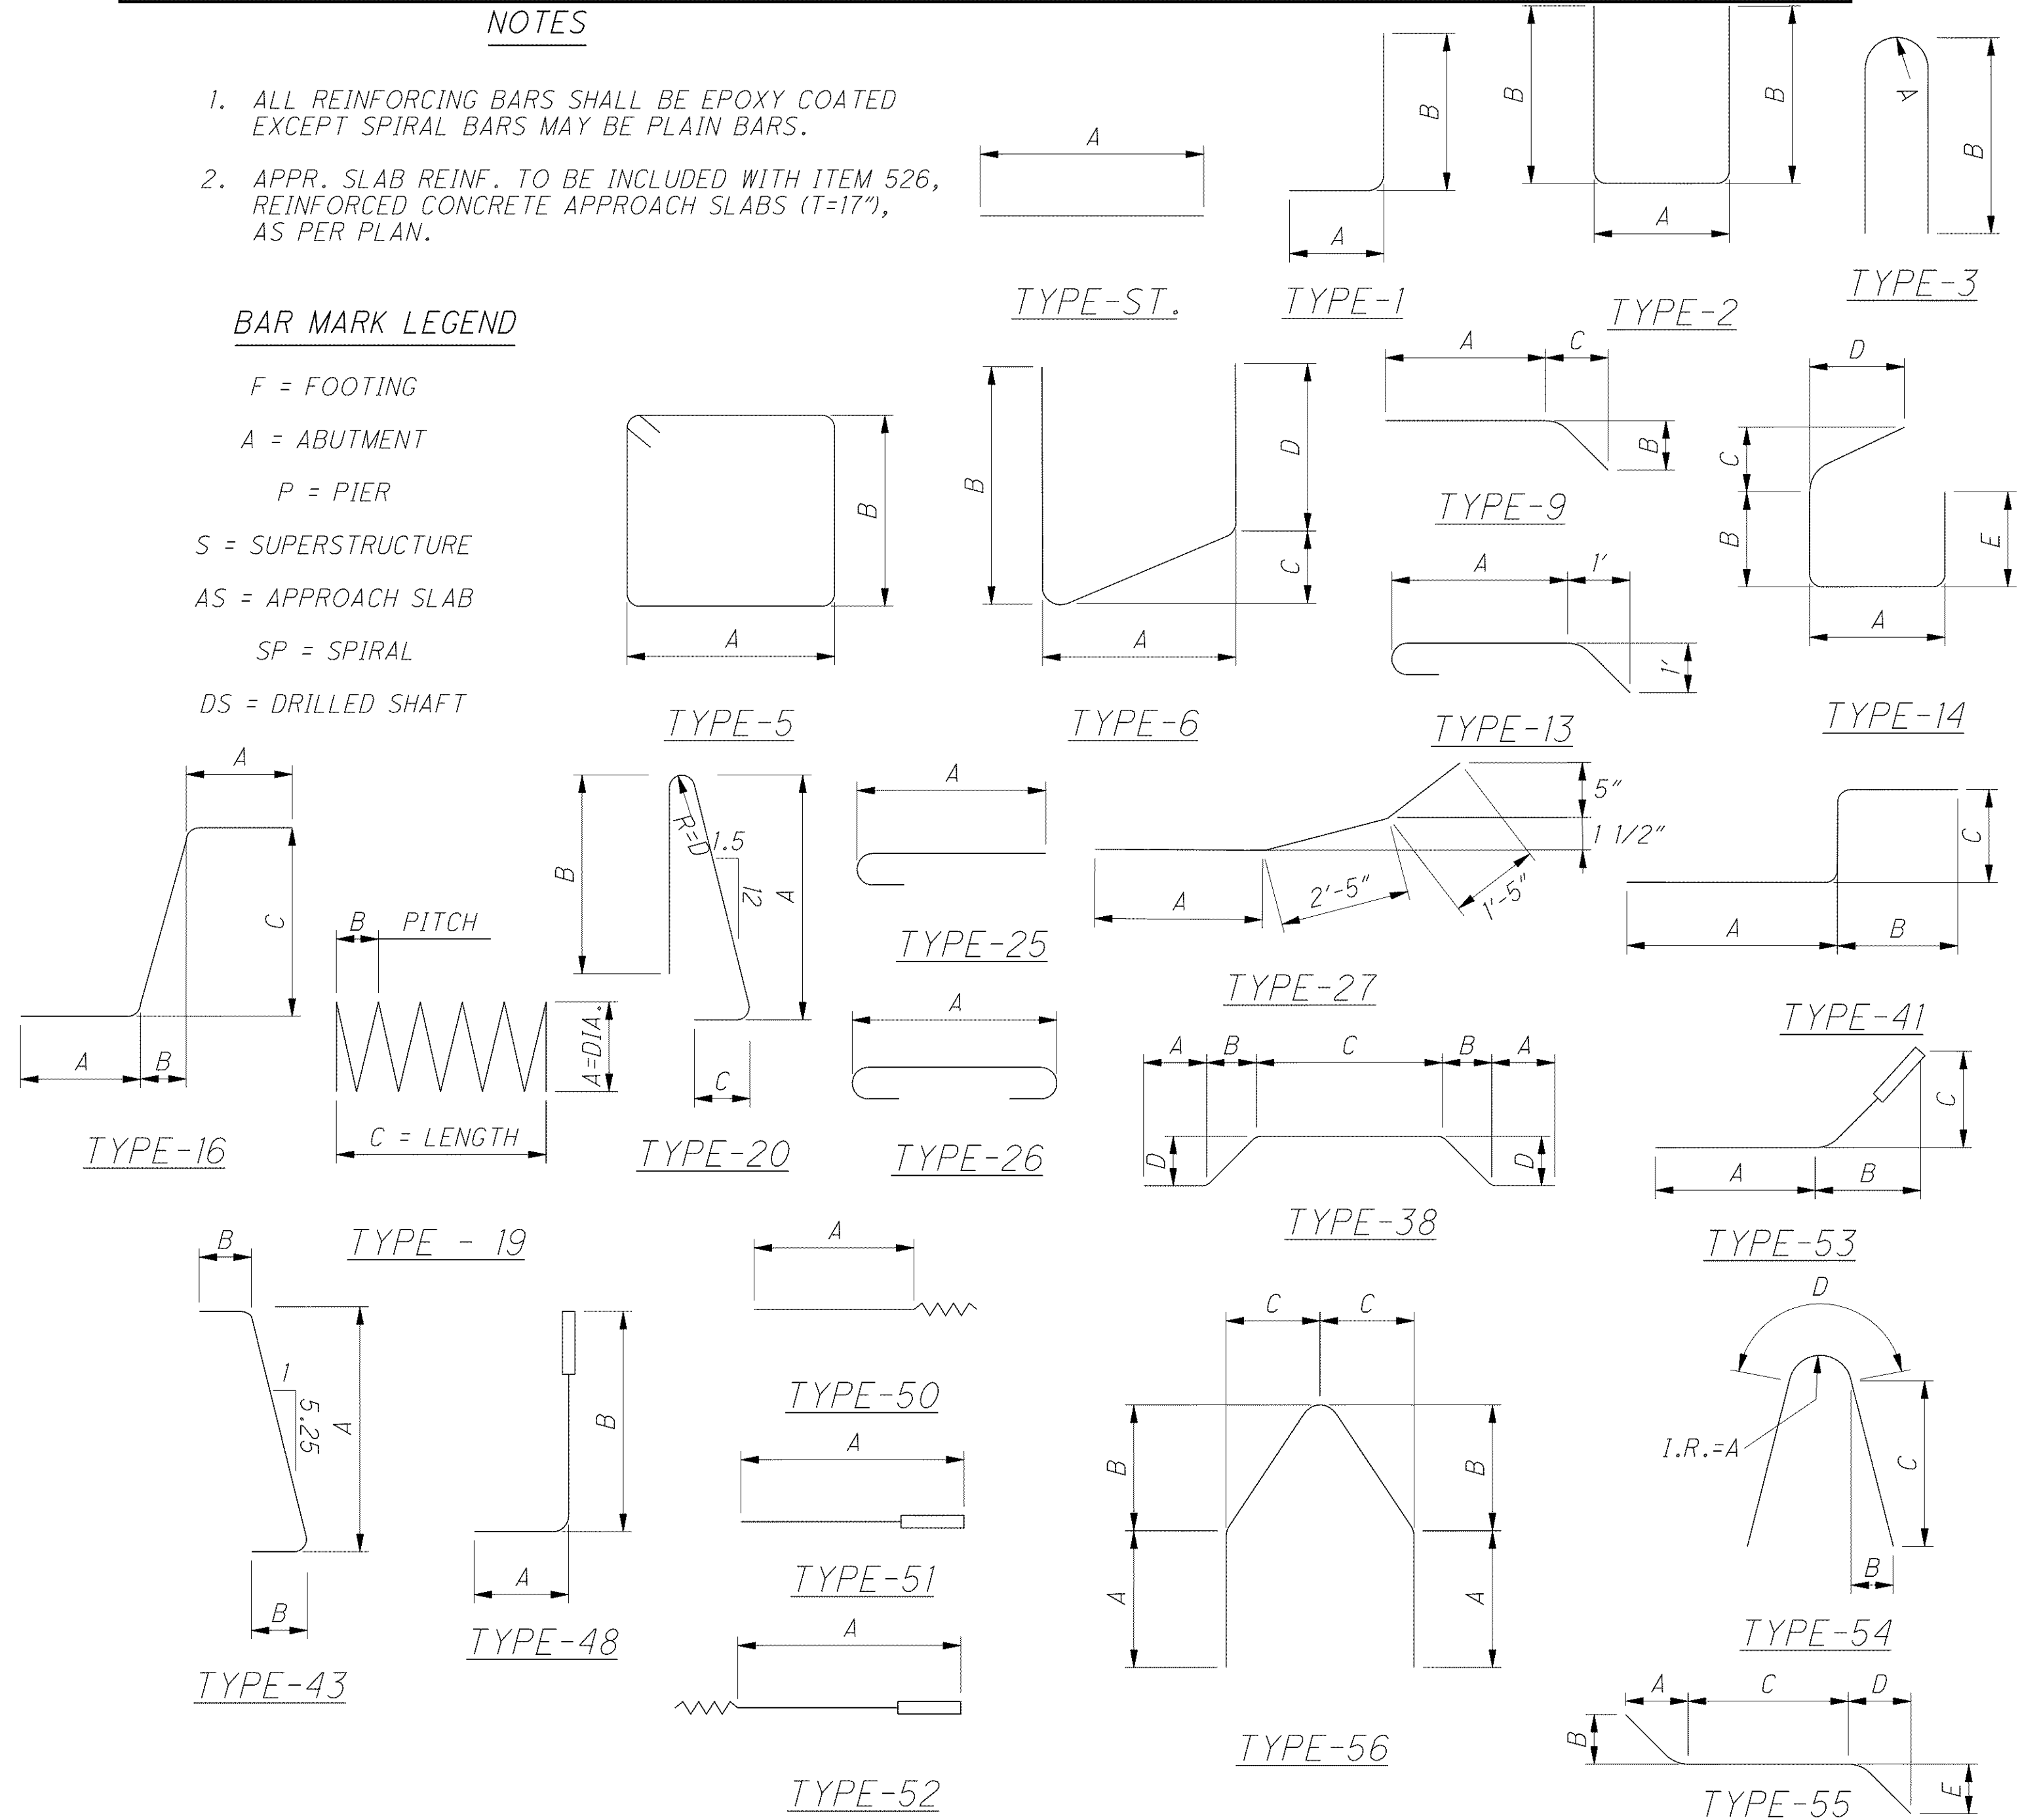 NOTES
1. ALL REINFORCING BARS SHALL BE EPOXY COATED
EXCEPT SPIRAL BARS MAY BE PLAIN BARS.
2. APPR. SLAB REINF. TO BE INCLUDED WITH ITEM 526,
REINFORCED CONCRETE APPROACH SLABS (T=17"),
AS PER PLAN.
BAR MARK LEGEND
F = FOOTING
A = ABUTMENT
P = PIER
S = SUPERSTRUCTURE
AS = APPROACH SLAB
SP = SPIRAL
DS = DRILLED SHAFT
A
TYPE-ST.
B
A
TYPE-1
B
B
A
TYPE-2
A
B
TYPE-3
B
A
TYPE-5
B
D
C
A
TYPE-6
A
C
B
TYPE-9
A
1'
1'
TYPE-13
D
C
B
E
A
TYPE-14
A
C
A
B
TYPE-16
B
PITCH
A=DIA.
C = LENGTH
TYPE - 19
B
R=D
1.5
12
A
C
TYPE-20
A
TYPE-25
A
TYPE-26
5"
1 1/2"
2'-5"
1'-5"
A
TYPE-27
A
B
C
B
A
D
D
TYPE-38
C
A
B
TYPE-41
C
A
B
TYPE-53
B
1
5.25
A
B
TYPE-43
B
A
TYPE-48
A
TYPE-50
A
TYPE-51
A
TYPE-52
C
C
B
B
A
A
TYPE-56
D
I.R.=A
C
B
TYPE-54
A
C
D
B
E
TYPE-55